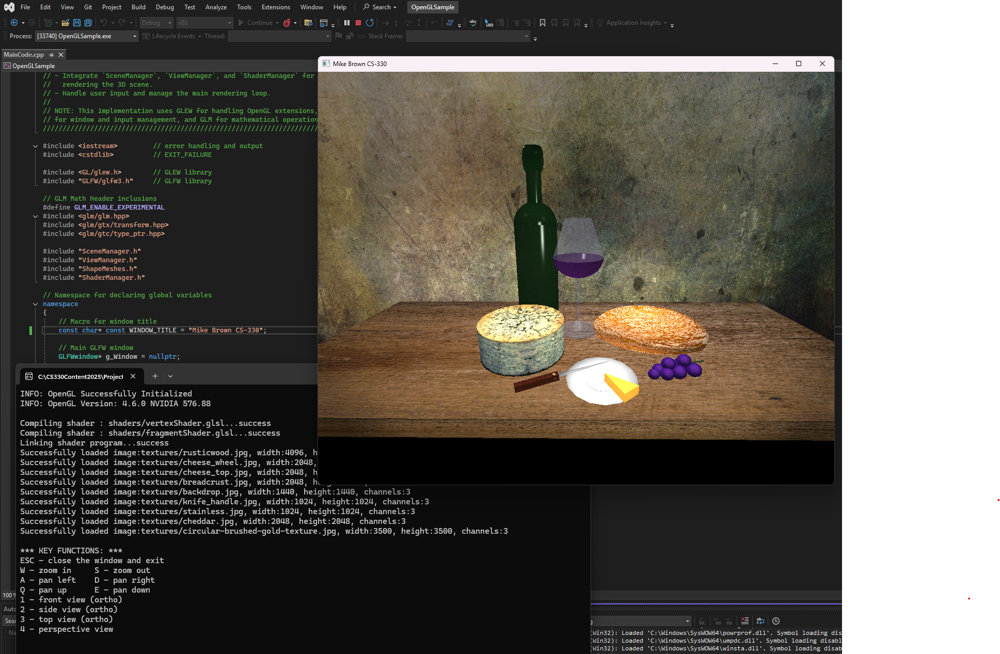 File Edit View Git Project Build Debug Test Analyze Tools Extensions Window Help Search OpenGLSample
Debug x86 Continue Application Insights
Process: [33740] OpenGLSample.exe Lifecycle Events Thread: Stack Frame:
MainCode.cpp
OpenGLSample
// - Integrate `SceneManager`, `ViewManager`, and `ShaderManager` for
//   rendering the 3D scene.
// - Handle user input and manage the main rendering loop.
//
// NOTE: This implementation uses GLEW for handling OpenGL extensions,
// for window and input management, and GLM for mathematical operation
///////////////////////////////////////////////////////////////////////
#include <iostream>         // error handling and output
#include <cstdlib>          // EXIT_FAILURE
#include <GL/glew.h>        // GLEW library
#include "GLFW/glfw3.h"     // GLFW library
// GLM Math Header inclusions
#define GLM_ENABLE_EXPERIMENTAL
#include <glm/glm.hpp>
#include <glm/gtx/transform.hpp>
#include <glm/gtc/type_ptr.hpp>
#include "SceneManager.h"
#include "ViewManager.h"
#include "ShapeMeshes.h"
#include "ShaderManager.h"
// Namespace for declaring global variables
namespace
{
// Macro for window title
const char* const WINDOW_TITLE = "Mike Brown CS-330";
// Main GLFW window
GLFWwindow* g_Window = nullptr;
Mike Brown CS-330
C:\CS330Content2025\Project
INFO: OpenGL Successfully Initialized
INFO: OpenGL Version: 4.6.0 NVIDIA 576.88
Compiling shader : shaders/vertexShader.glsl...success
Compiling shader : shaders/fragmentShader.glsl...success
Linking shader program...success
Successfully loaded image:textures/rusticwood.jpg, width:4096, h
Successfully loaded image:textures/cheese_wheel.jpg, width:2048,
Successfully loaded image:textures/cheese_top.jpg, width:2048, h
Successfully loaded image:textures/breadcrust.jpg, width:2048, h
Successfully loaded image:textures/backdrop.jpg, width:1440, height:1440, channels:3
Successfully loaded image:textures/knife_handle.jpg, width:1024, height:1024, channels:3
Successfully loaded image:textures/stainless.jpg, width:1024, height:1024, channels:3
Successfully loaded image:textures/cheddar.jpg, width:2048, height:2048, channels:3
Successfully loaded image:textures/circular-brushed-gold-texture.jpg, width:3500, height:3500, channels:3
*** KEY FUNCTIONS: ***
ESC - close the window and exit
W - zoom in     S - zoom out
A - pan left    D - pan right
Q - pan up      E - pan down
1 - front view (ortho)
2 - side view (ortho)
3 - top view (ortho)
4 - perspective view
100 %
Auto
Sear
Na
(Win32): Loaded 'C:\Windows\SysWOW64\powrprof.dll'. Symbol loading dis
(Win32): Loaded 'C:\Windows\SysWOW64\umpdc.dll'. Symbol loading disabl
(Win32): Loaded 'C:\Windows\SysWOW64\winsta.dll'. Symbol loading disab